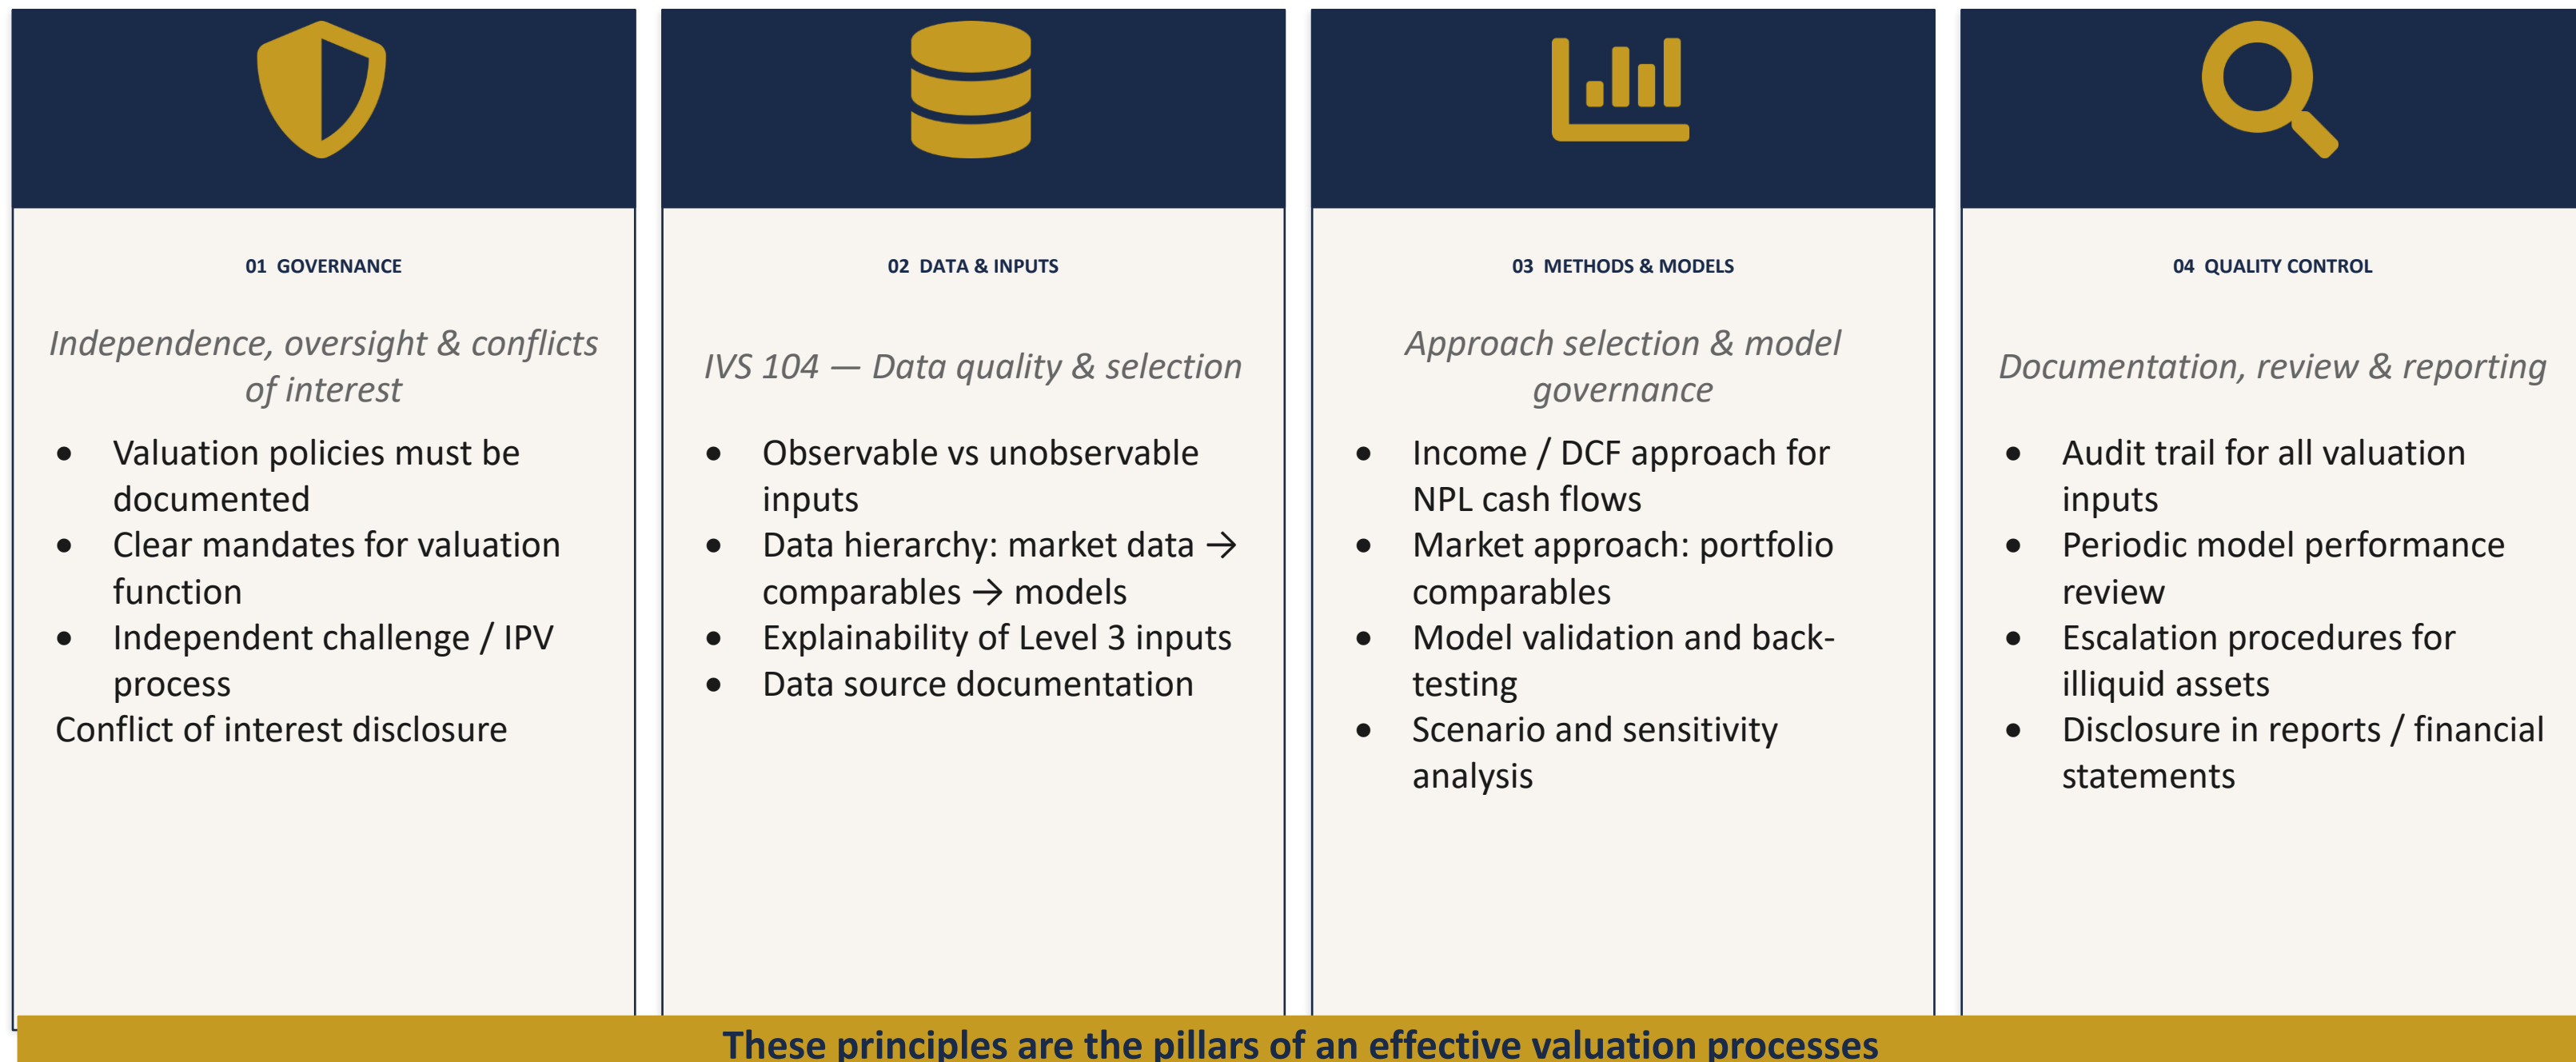 01 GOVERNANCE
Independence, oversight & conflicts
of interest
• Valuation policies must be
documented
• Clear mandates for valuation
function
• Independent challenge / IPV
process
Conflict of interest disclosure
02 DATA & INPUTS
IVS 104 — Data quality & selection
• Observable vs unobservable
inputs
• Data hierarchy: market data →
comparables → models
• Explainability of Level 3 inputs
• Data source documentation
03 METHODS & MODELS
Approach selection & model
governance
• Income / DCF approach for
NPL cash flows
• Market approach: portfolio
comparables
• Model validation and back-
testing
• Scenario and sensitivity
analysis
04 QUALITY CONTROL
Documentation, review & reporting
• Audit trail for all valuation
inputs
• Periodic model performance
review
• Escalation procedures for
illiquid assets
• Disclosure in reports / financial
statements
These principles are the pillars of an effective valuation processes